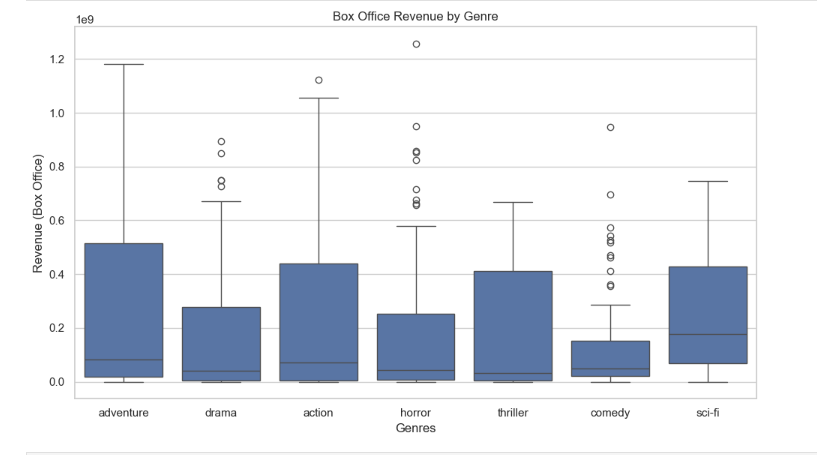 Box Office Revenue by Genre
1e9
1.2
1.0
0.8
0.6
0.4
0.2
0.0
Revenue (Box Office)
adventure drama action horror thriller comedy sci-fi
Genres